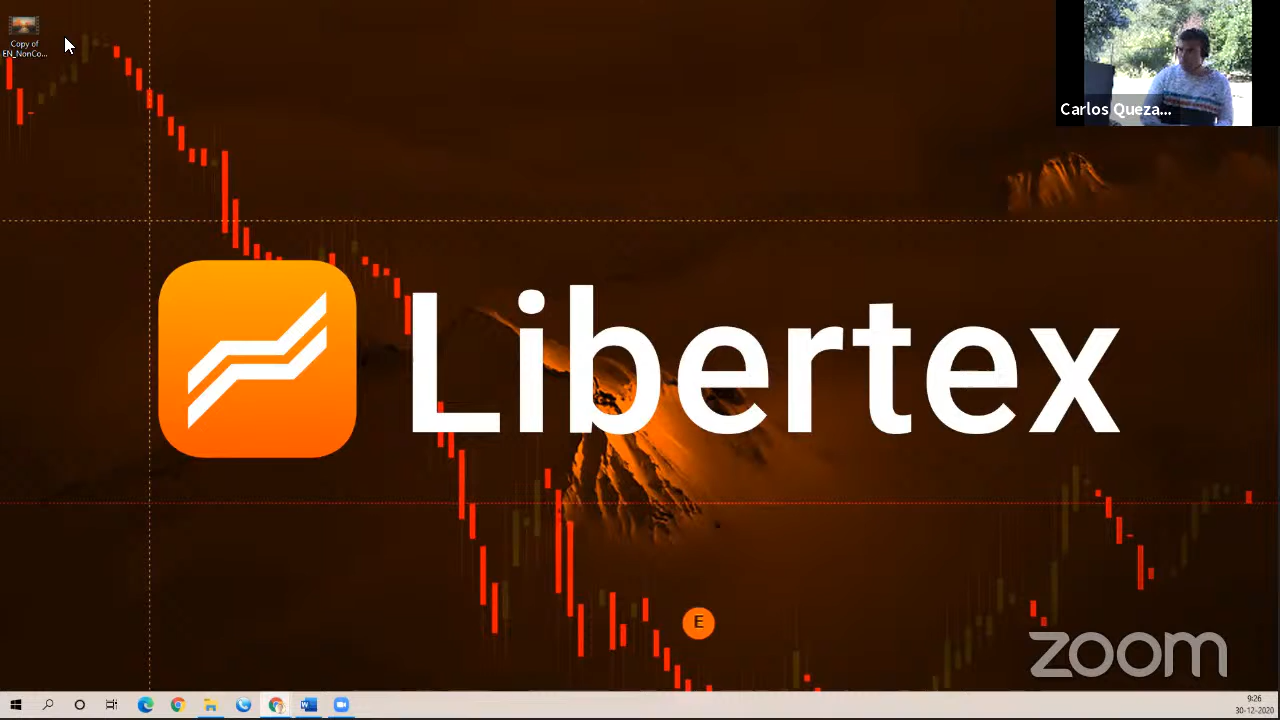 Copy of
EN_NonCo...
Carlos Queza...
Libertex
E
zoom
9:26
30-12-2020